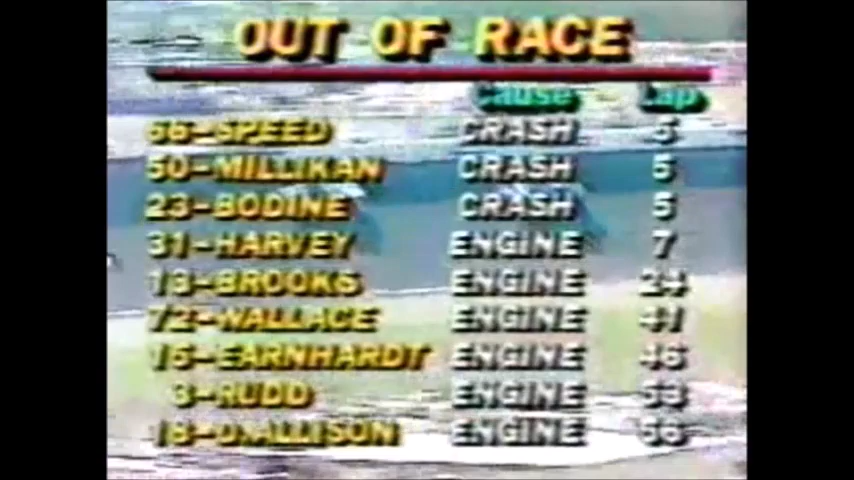 OUT OF RACE
Cause Lap
66-SPEED CRASH 5
50-MILLIKAN CRASH 5
23-BODINE CRASH 5
31-HARVEY ENGINE 7
13-BROOKS ENGINE 24
72-WALLACE ENGINE 41
15-EARNHARDT ENGINE 46
3-RUDD ENGINE 53
18-D.ALLISON ENGINE 56